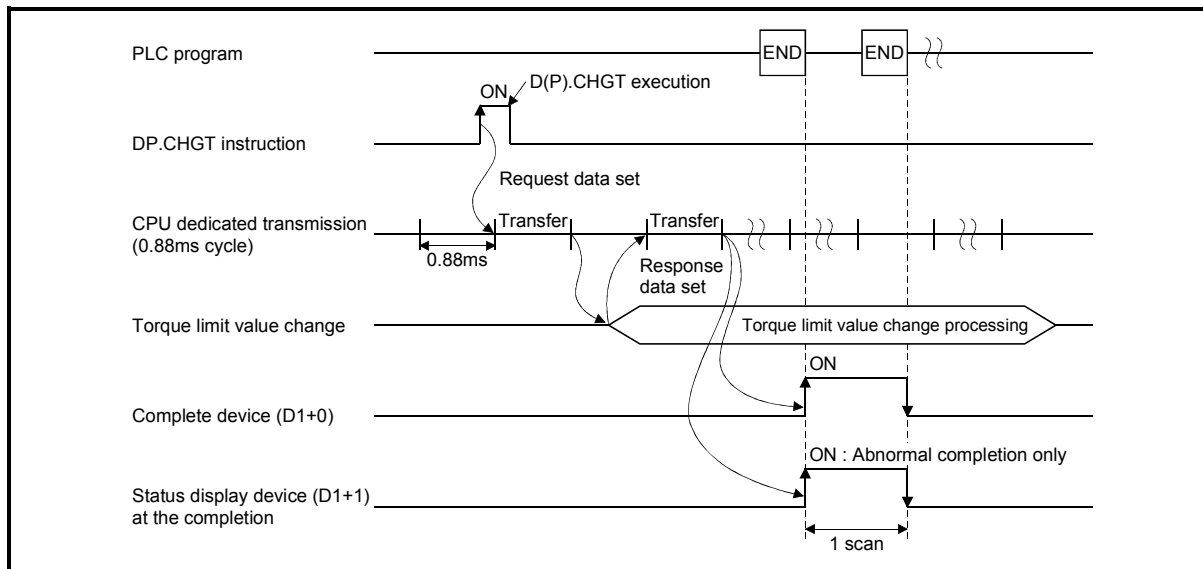 PLC program
END
END
ON
D(P).CHGT execution
DP.CHGT instruction
Request data set
CPU dedicated transmission
(0.88ms cycle)
Transfer
Transfer
0.88ms
Response
data set
Torque limit value change
Torque limit value change processing
ON
Complete device (D1+0)
ON : Abnormal completion only
Status display device (D1+1)
at the completion
1 scan